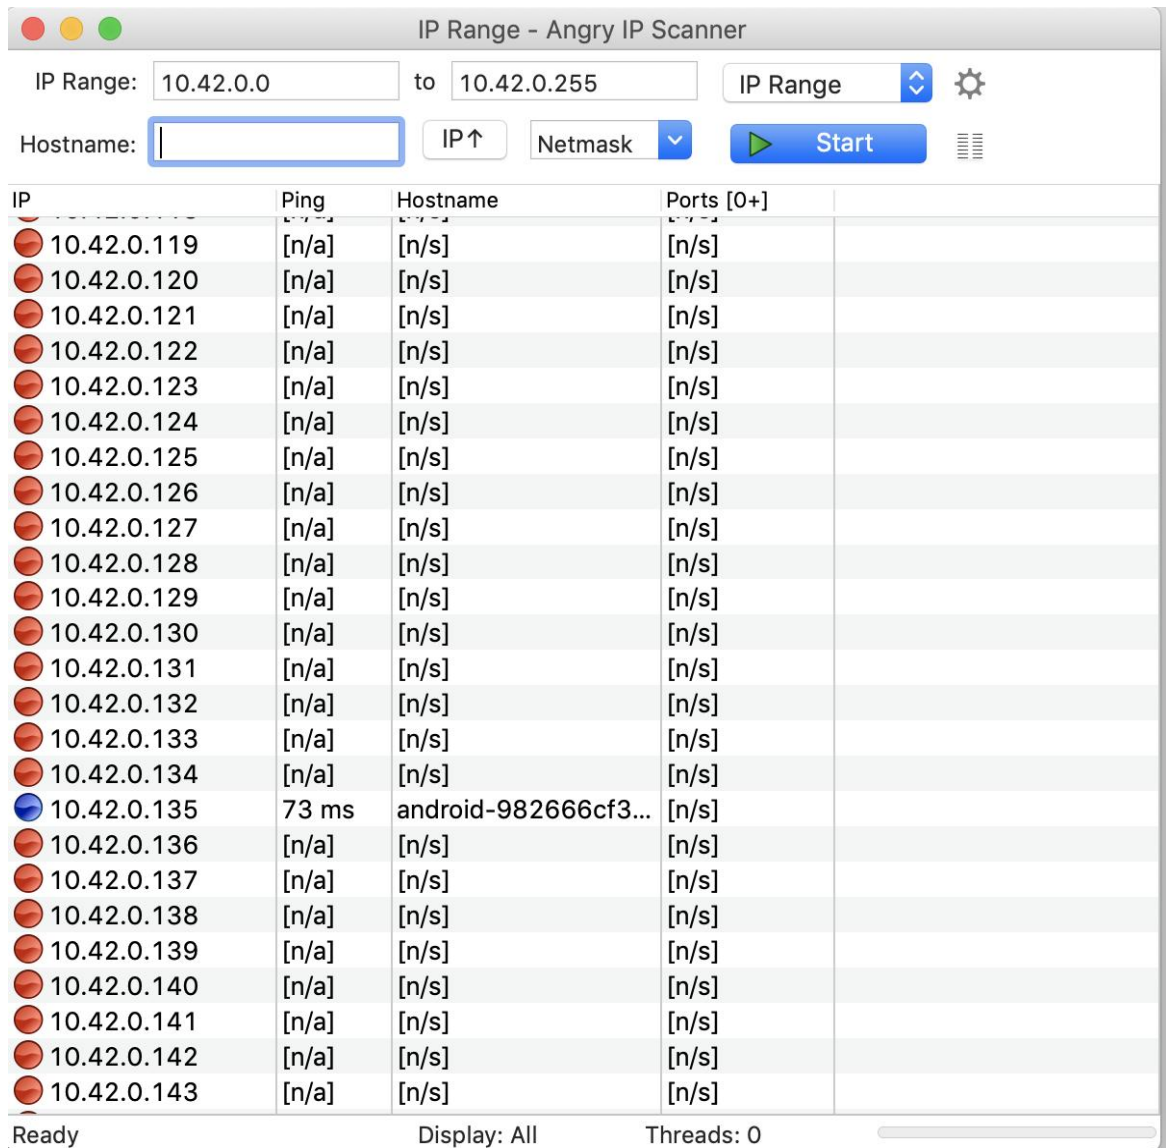 IP Range - Angry IP Scanner
IP Range: 10.42.0.0 to 10.42.0.255 IP Range
Hostname: IP↑ Netmask Start
IP Ping Hostname Ports [0+]
10.42.0.119 [n/a] [n/s] [n/s]
10.42.0.120 [n/a] [n/s] [n/s]
10.42.0.121 [n/a] [n/s] [n/s]
10.42.0.122 [n/a] [n/s] [n/s]
10.42.0.123 [n/a] [n/s] [n/s]
10.42.0.124 [n/a] [n/s] [n/s]
10.42.0.125 [n/a] [n/s] [n/s]
10.42.0.126 [n/a] [n/s] [n/s]
10.42.0.127 [n/a] [n/s] [n/s]
10.42.0.128 [n/a] [n/s] [n/s]
10.42.0.129 [n/a] [n/s] [n/s]
10.42.0.130 [n/a] [n/s] [n/s]
10.42.0.131 [n/a] [n/s] [n/s]
10.42.0.132 [n/a] [n/s] [n/s]
10.42.0.133 [n/a] [n/s] [n/s]
10.42.0.134 [n/a] [n/s] [n/s]
10.42.0.135 73 ms android-982666cf3... [n/s]
10.42.0.136 [n/a] [n/s] [n/s]
10.42.0.137 [n/a] [n/s] [n/s]
10.42.0.138 [n/a] [n/s] [n/s]
10.42.0.139 [n/a] [n/s] [n/s]
10.42.0.140 [n/a] [n/s] [n/s]
10.42.0.141 [n/a] [n/s] [n/s]
10.42.0.142 [n/a] [n/s] [n/s]
10.42.0.143 [n/a] [n/s] [n/s]
Ready Display: All Threads: 0